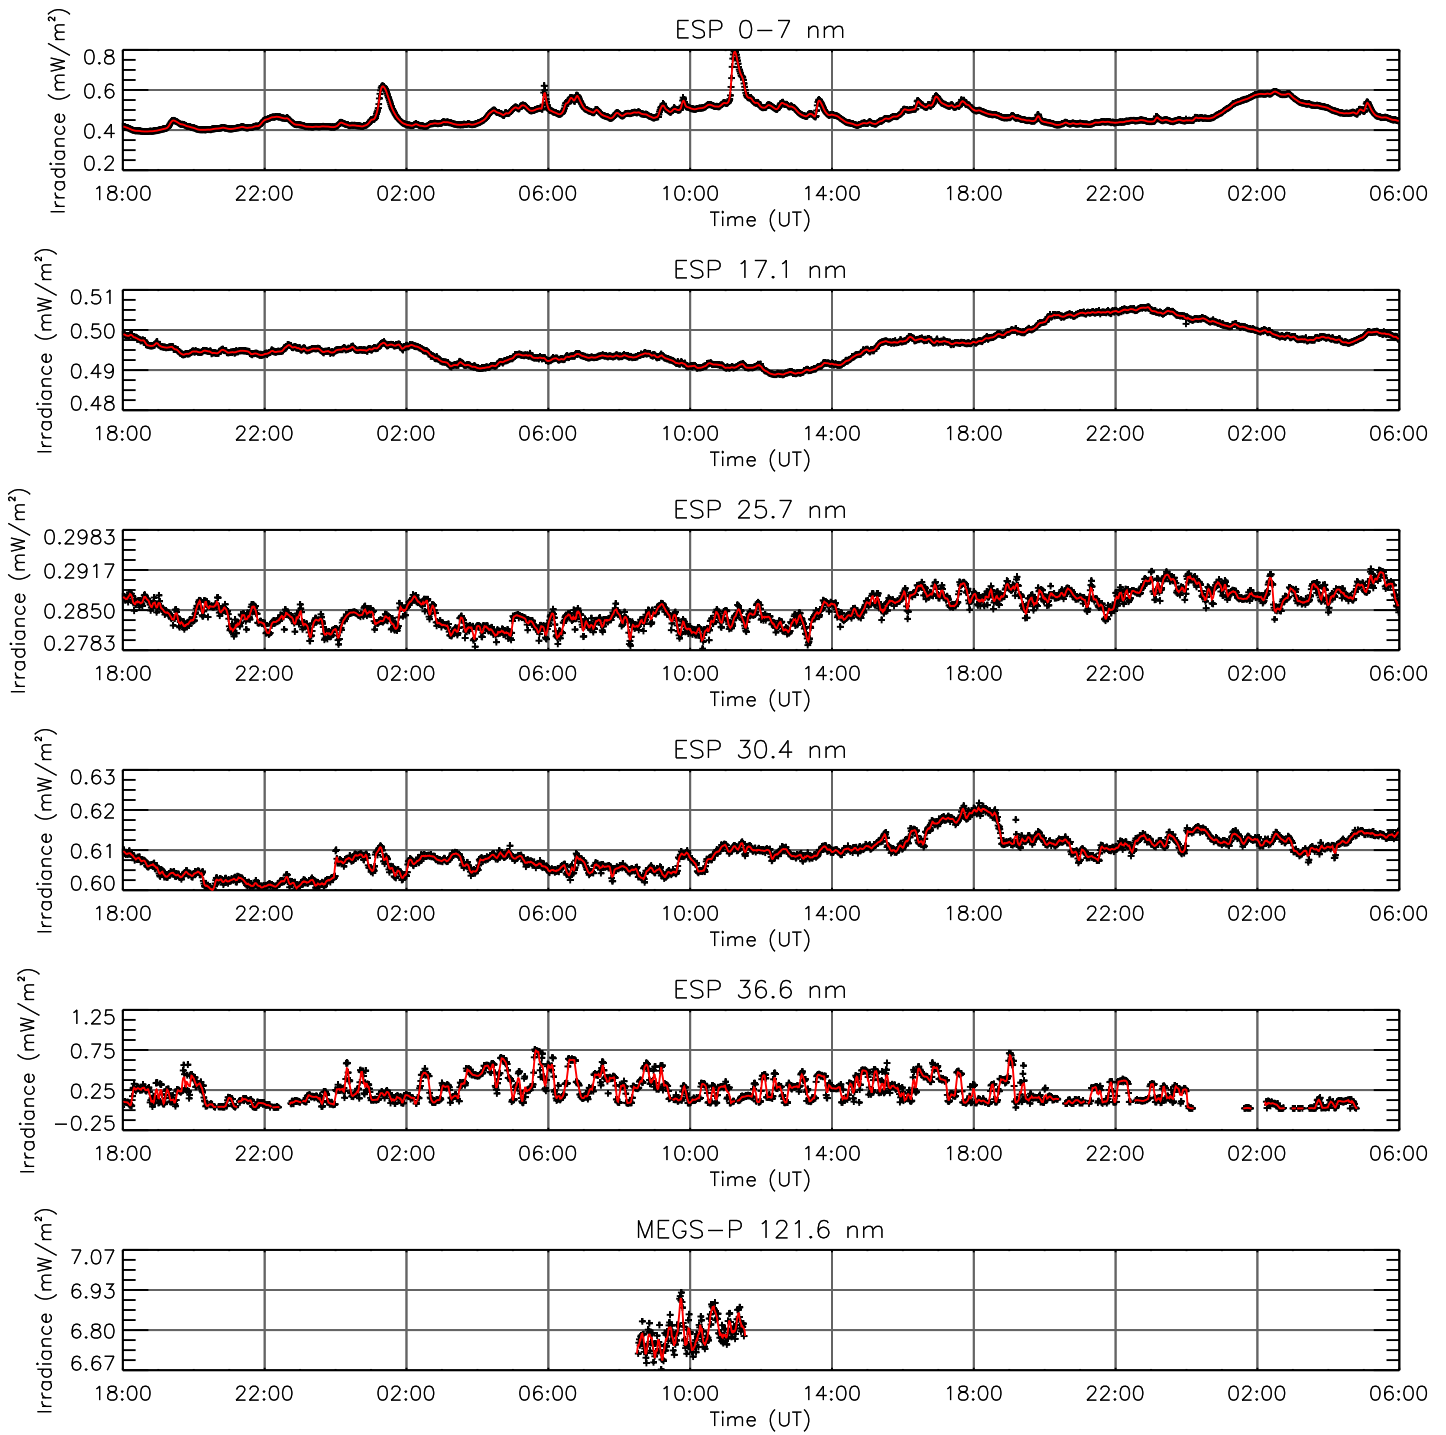 ESP 0-7 nm
Irradiance (mW/m²)
0.8
0.6
0.4
0.2
18:00 22:00 02:00 06:00 10:00 14:00 18:00 22:00 02:00 06:00
Time (UT)
ESP 17.1 nm
Irradiance (mW/m²)
0.51
0.50
0.49
0.48
18:00 22:00 02:00 06:00 10:00 14:00 18:00 22:00 02:00 06:00
Time (UT)
ESP 25.7 nm
Irradiance (mW/m²)
0.2983
0.2917
0.2850
0.2783
18:00 22:00 02:00 06:00 10:00 14:00 18:00 22:00 02:00 06:00
Time (UT)
ESP 30.4 nm
Irradiance (mW/m²)
0.63
0.62
0.61
0.60
18:00 22:00 02:00 06:00 10:00 14:00 18:00 22:00 02:00 06:00
Time (UT)
ESP 36.6 nm
Irradiance (mW/m²)
1.25
0.75
0.25
-0.25
18:00 22:00 02:00 06:00 10:00 14:00 18:00 22:00 02:00 06:00
Time (UT)
MEGS-P 121.6 nm
Irradiance (mW/m²)
7.07
6.93
6.80
6.67
18:00 22:00 02:00 06:00 10:00 14:00 18:00 22:00 02:00 06:00
Time (UT)